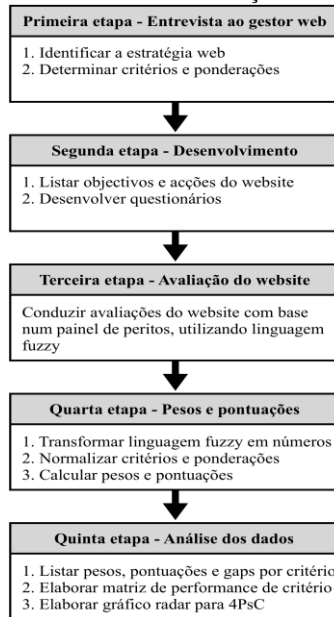 Primeira etapa - Entrevista ao gestor web
1. Identificar a estratégia web
2. Determinar critérios e ponderações
Segunda etapa - Desenvolvimento
1. Listar objectivos e acções do website
2. Desenvolver questionários
Terceira etapa - Avaliação do website
Conduzir avaliações do website com base
num painel de peritos, utilizando linguagem
fuzzy
Quarta etapa - Pesos e pontuações
1. Transformar linguagem fuzzy em números
2. Normalizar critérios e ponderações
3. Calcular pesos e pontuações
Quinta etapa - Análise dos dados
1. Listar pesos, pontuações e gaps por critério
2. Elaborar matriz de performance de critério
3. Elaborar gráfico radar para 4PsC